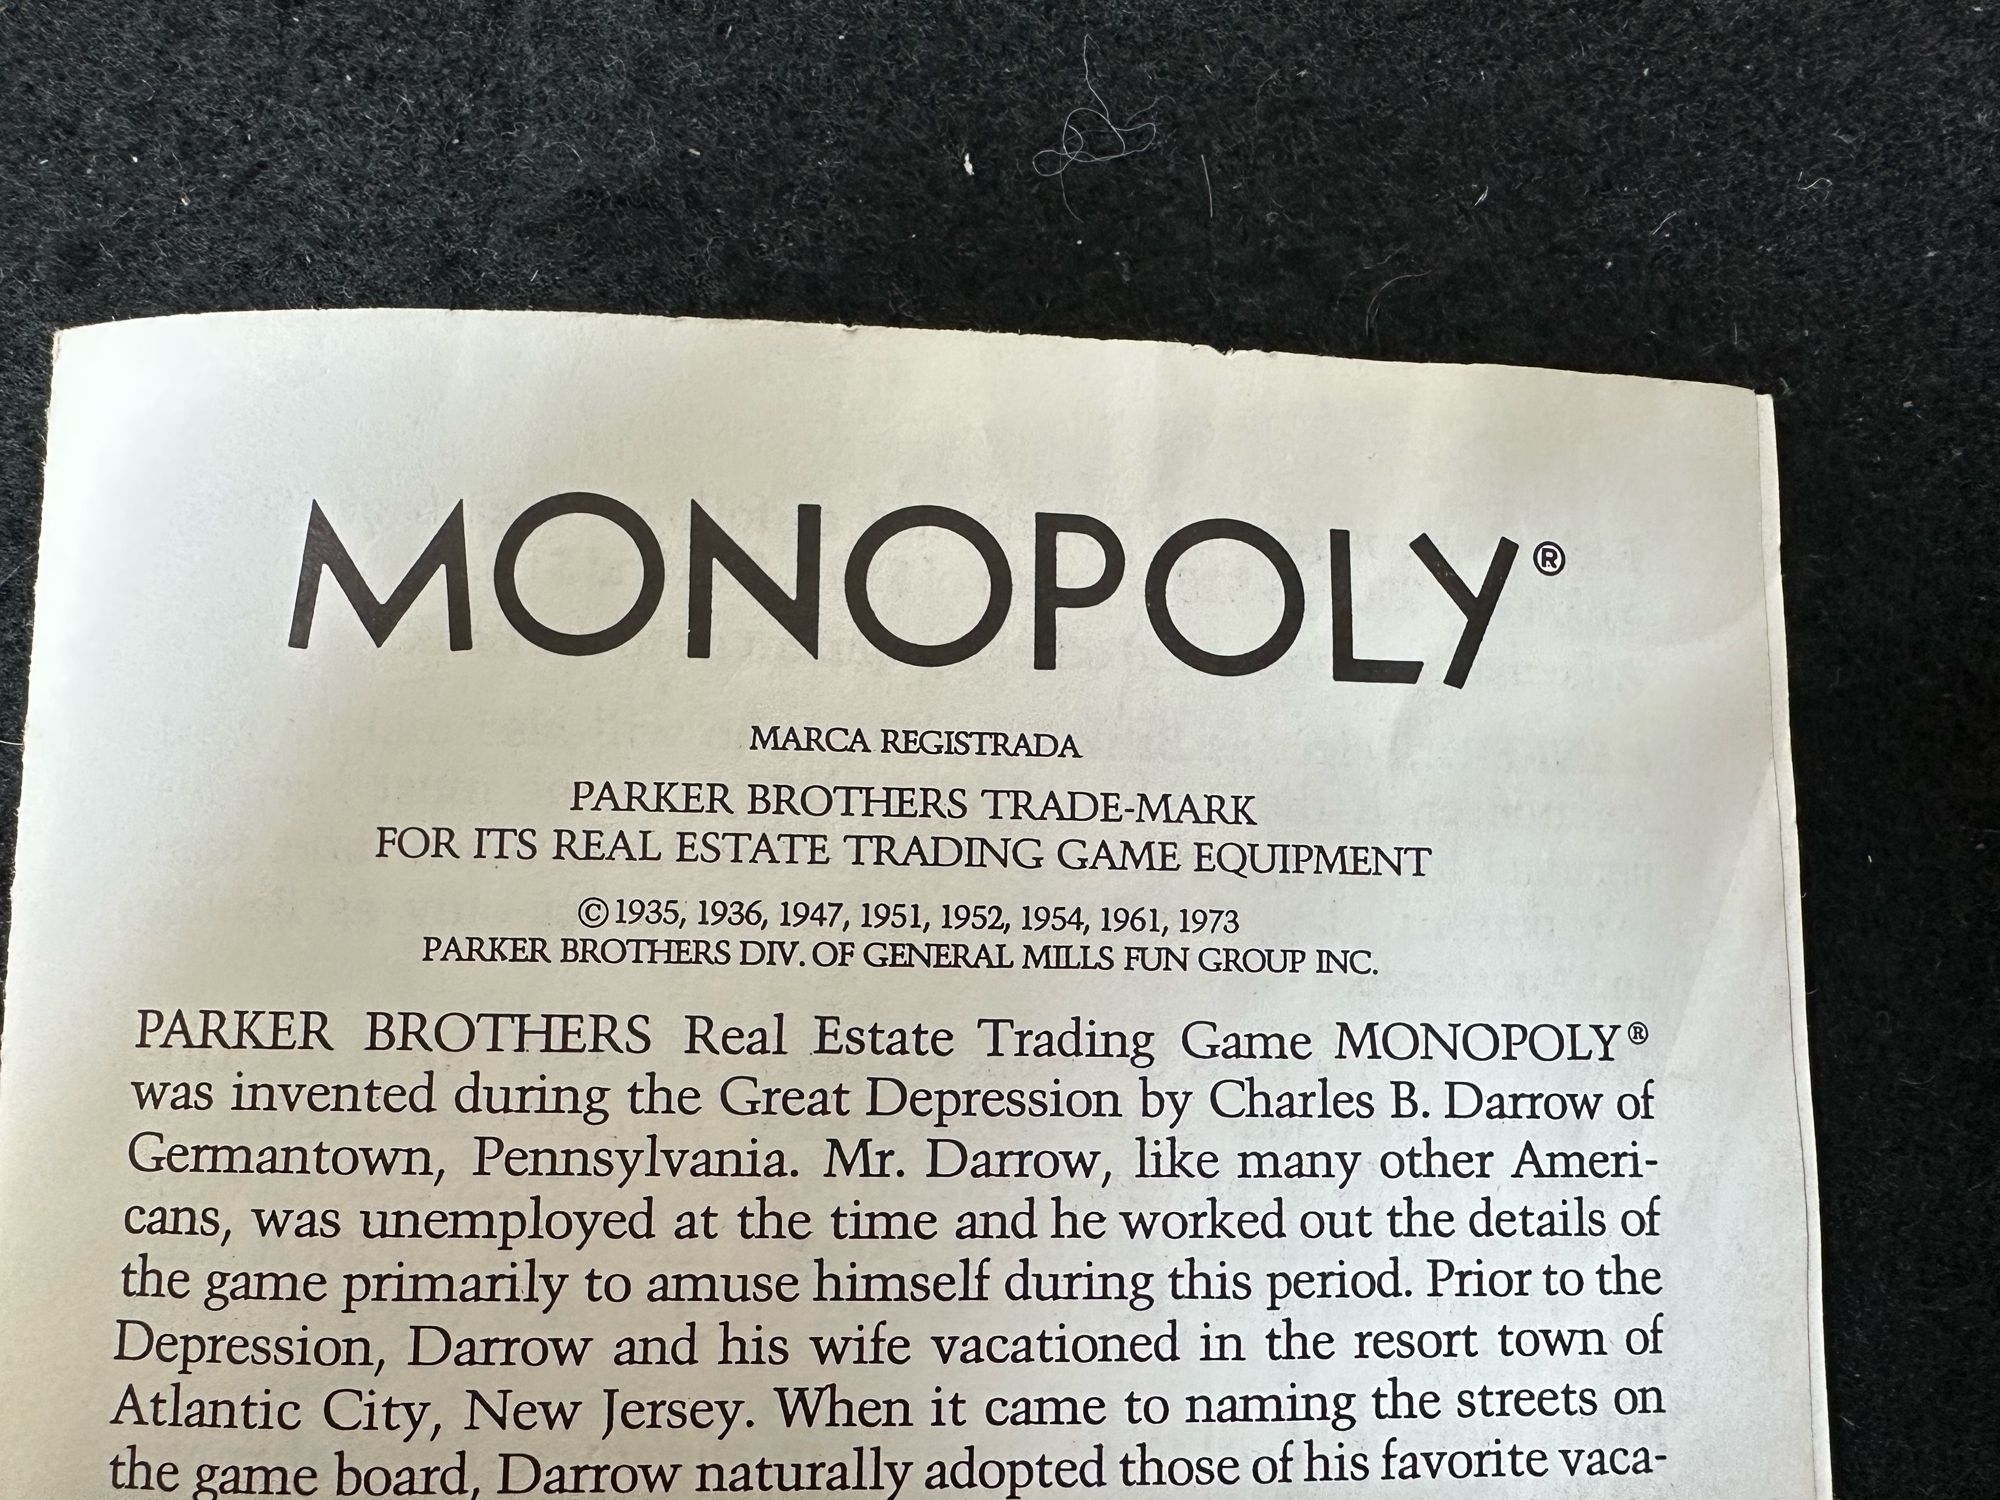 MONOPOLY®
MARCA REGISTRADA
PARKER BROTHERS TRADE-MARK
FOR ITS REAL ESTATE TRADING GAME EQUIPMENT
©1935, 1936, 1947, 1951, 1952, 1954, 1961, 1973
PARKER BROTHERS DIV. OF GENERAL MILLS FUN GROUP INC.
PARKER BROTHERS Real Estate Trading Game MONOPOLY®
was invented during the Great Depression by Charles B. Darrow of
Germantown, Pennsylvania. Mr. Darrow, like many other Ameri-
cans, was unemployed at the time and he worked out the details of
the game primarily to amuse himself during this period. Prior to the
Depression, Darrow and his wife vacationed in the resort town of
Atlantic City, New Jersey. When it came to naming the streets on
the game board, Darrow naturally adopted those of his favorite vaca-